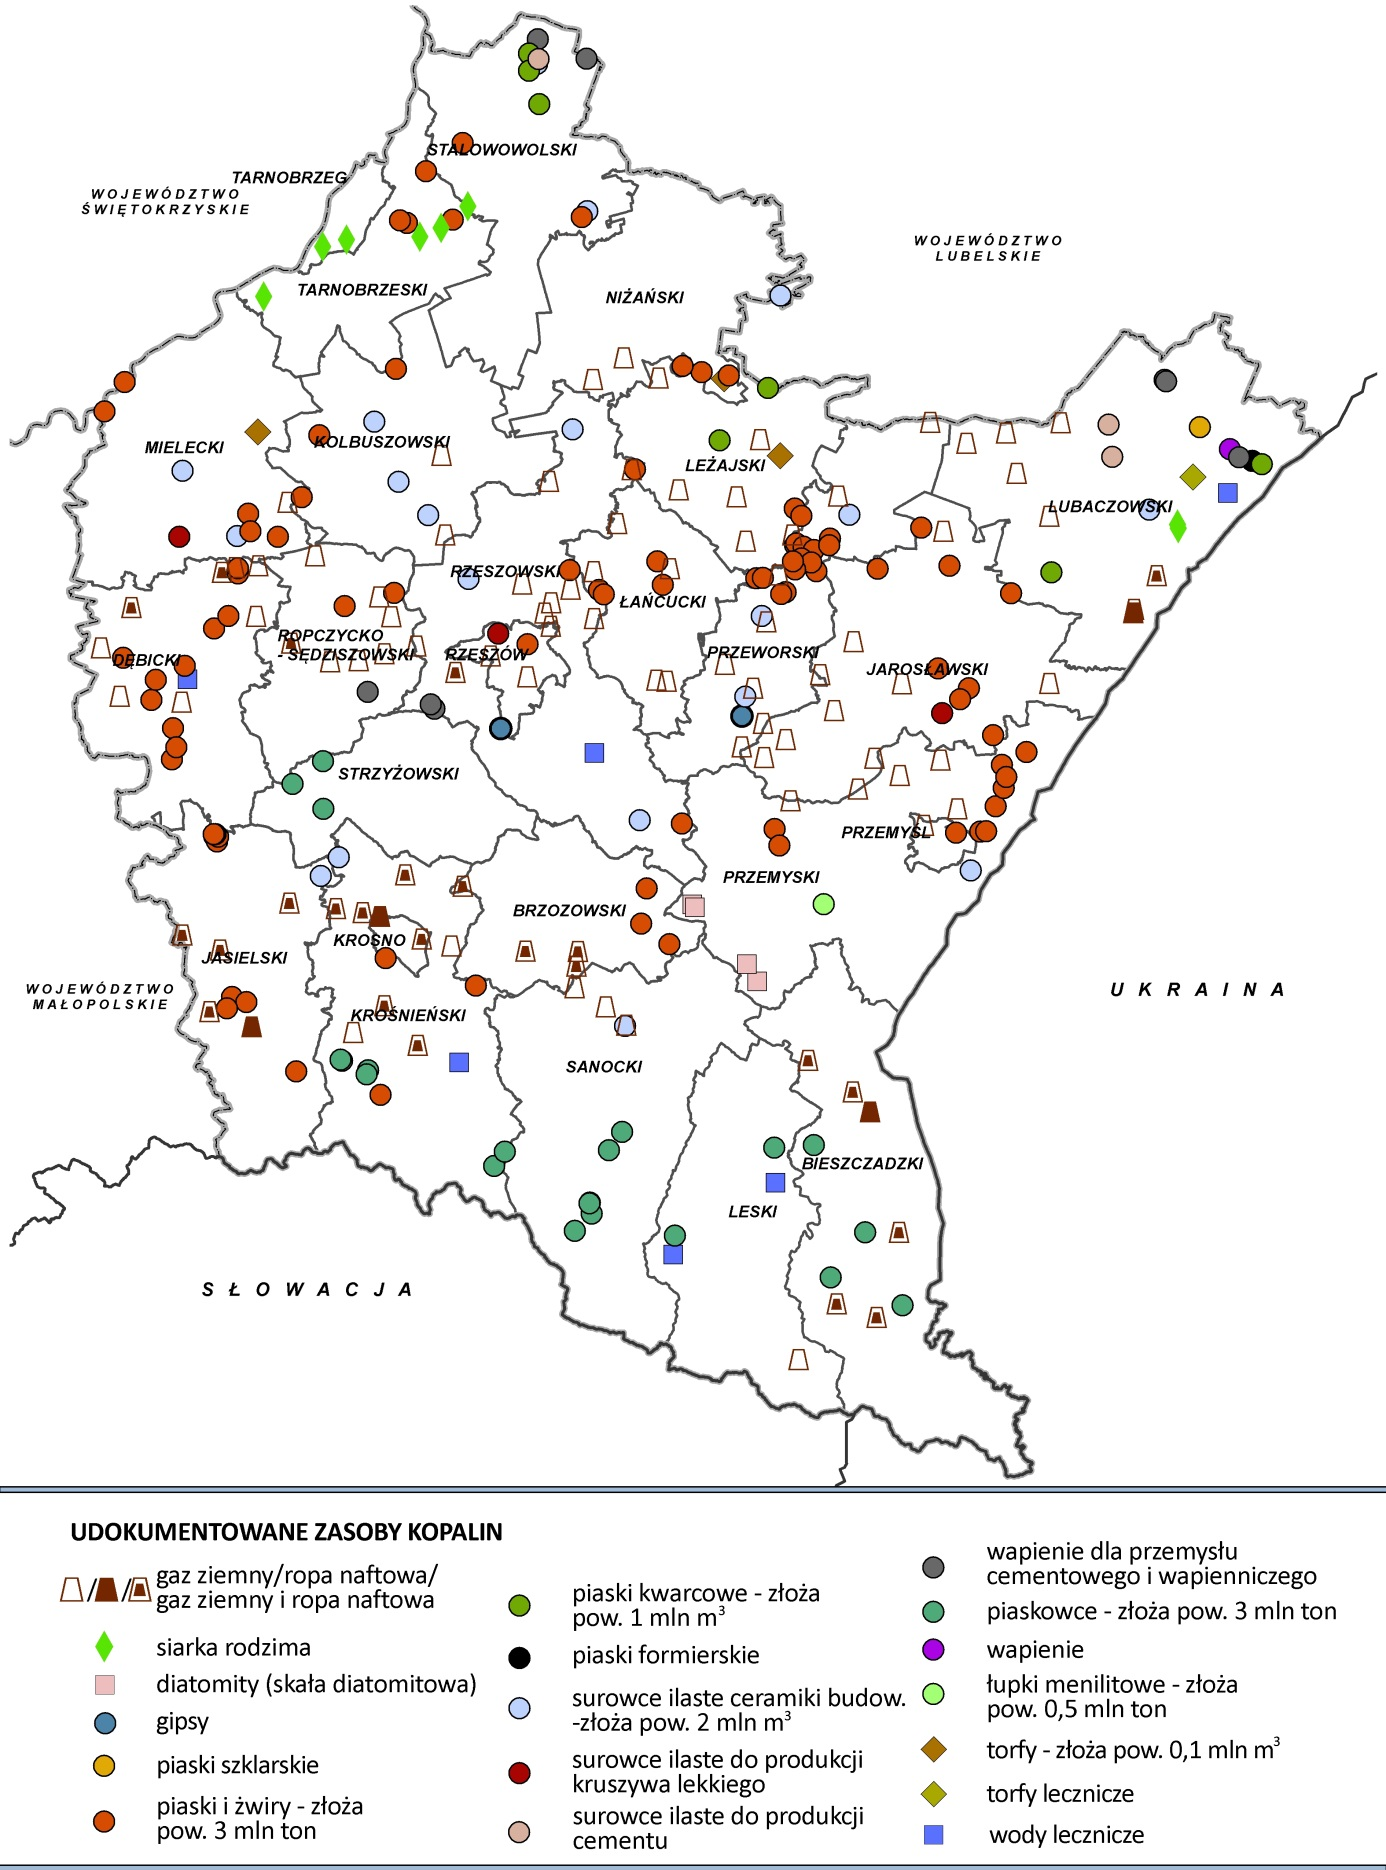 STALOWOWOLSKI
TARNOBRZEG
WOJEWÓDZTWO
ŚWIĘTOKRZYSKIE
WOJEWÓDZTWO
LUBELSKIE
TARNOBRZESKI
NIŻAŃSKI
MIELECKI
KOLBUSZOWSKI
LEŻAJSKI
LUBACZOWSKI
RZESZOWSKI
ŁAŃCUCKI
ROPCZYCKO
- SĘDZISZOWSKI
DĘBICKI
RZESZÓW
PRZEWORSKI
JAROSŁAWSKI
STRZYŻOWSKI
PRZEMYŚL
PRZEMYSKI
BRZOZOWSKI
KROSNO
JASIELSKI
WOJEWÓDZTWO
MAŁOPOLSKIE
UKRAINA
KROŚNIEŃSKI
SANOCKI
BIESZCZADZKI
LESKI
SŁOWACJA
UDOKUMENTOWANE ZASOBY KOPALIN
/ / gaz ziemny/ropa naftowa/
gaz ziemny i ropa naftowa
siarka rodzima
diatomity (skała diatomitowa)
gipsy
piaski szklarskie
piaski i żwiry - złoża
pow. 3 mln ton
piaski kwarcowe - złoża
pow. 1 mln m³
piaski formierskie
surowce ilaste ceramiki budow.
-złoża pow. 2 mln m³
surowce ilaste do produkcji
kruszywa lekkiego
surowce ilaste do produkcji
cementu
wapienie dla przemysłu
cementowego i wapienniczego
piaskowce - złoża pow. 3 mln ton
wapienie
łupki menilitowe - złoża
pow. 0,5 mln ton
torfy - złoża pow. 0,1 mln m³
torfy lecznicze
wody lecznicze